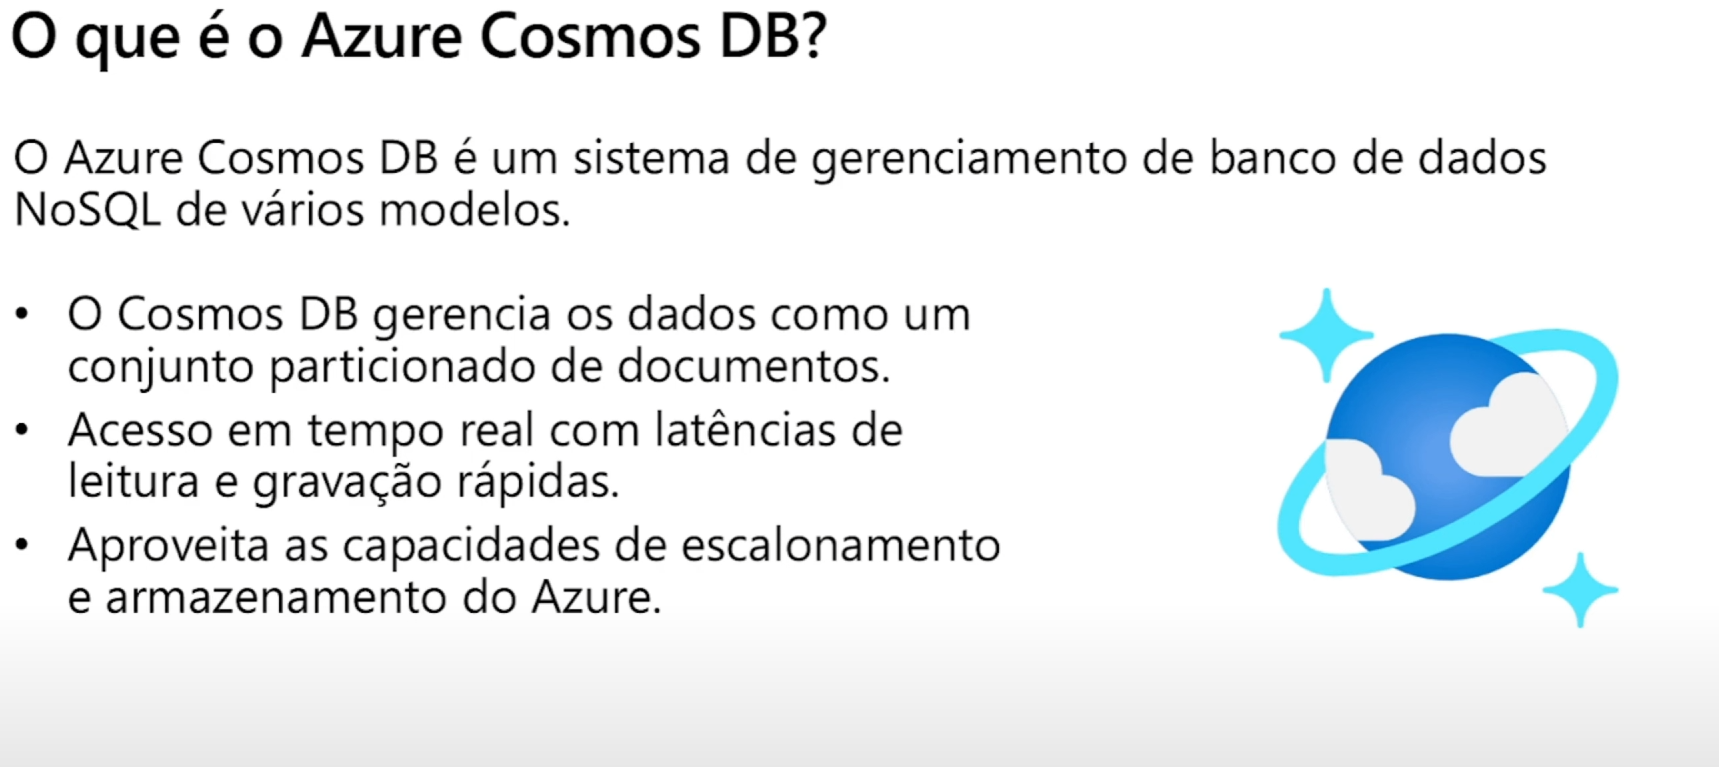 O que é o Azure Cosmos DB?
O Azure Cosmos DB é um sistema de gerenciamento de banco de dados
NoSQL de vários modelos.
• O Cosmos DB gerencia os dados como um
conjunto particionado de documentos.
• Acesso em tempo real com latências de
leitura e gravação rápidas.
• Aproveita as capacidades de escalonamento
e armazenamento do Azure.